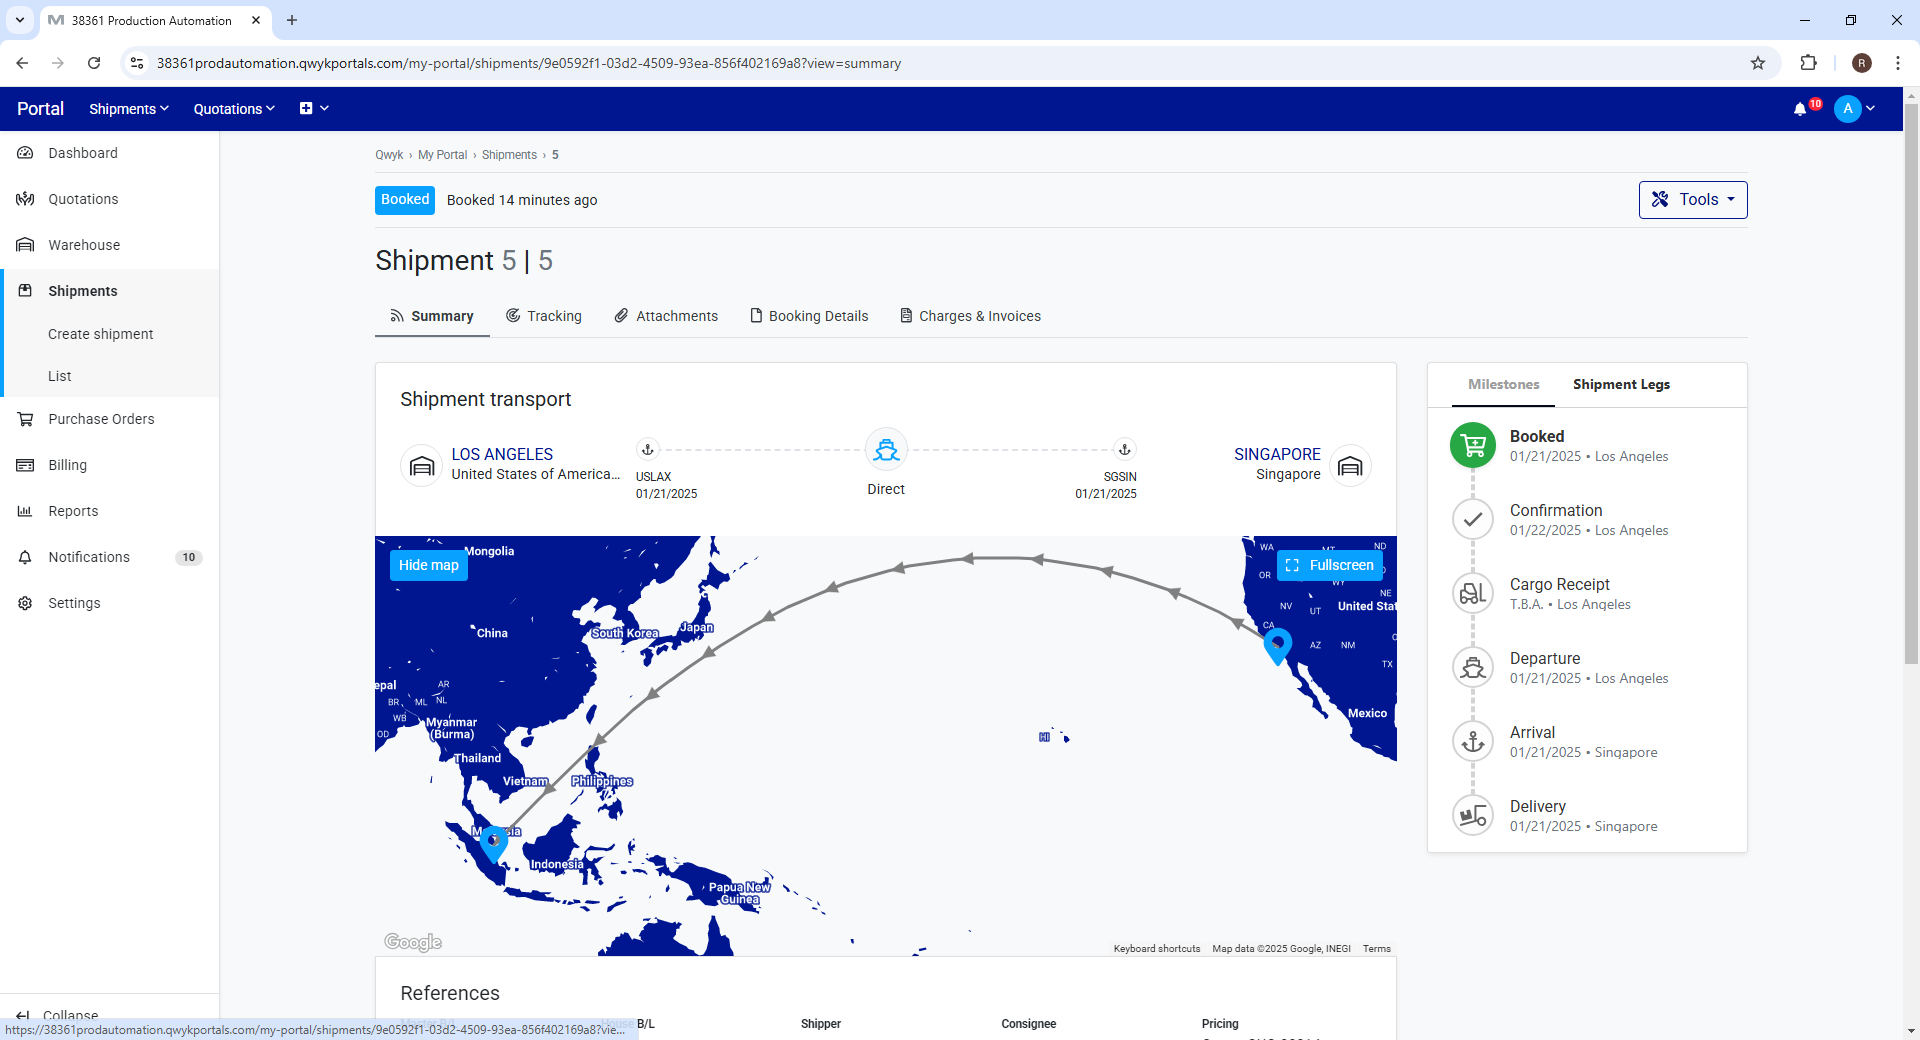 38361 Production Automation
38361prodautomation.qwykportals.com/my-portal/shipments/9e0592f1-03d2-4509-93ea-856f402169a8?view=summary
R
Portal
Shipments
Quotations
10
A
Dashboard
Quotations
Warehouse
Shipments
Create shipment
List
Purchase Orders
Billing
Reports
Notifications 10
Settings
Collapse
Qwyk › My Portal › Shipments › 5
Booked Booked 14 minutes ago
Tools
Shipment 5 | 5
Summary
Tracking
Attachments
Booking Details
Charges & Invoices
Shipment transport
LOS ANGELES
United States of America...
USLAX
01/21/2025
Direct
SGSIN
01/21/2025
SINGAPORE
Singapore
Hide map
Fullscreen
Mongolia
China
South Korea
Japan
epal
AR
BR
ML
NL
WB
OD
Myanmar
(Burma)
Thailand
Vietnam
Philippines
Indonesia
Papua New
Guinea
HI
WA
MT
ND
OR
WY
NE
NV
UT
United Stat
CA
AZ
NM
TX
Mexico
Google
Keyboard shortcuts
Map data ©2025 Google, INEGI
Terms
Milestones
Shipment Legs
Booked
01/21/2025 • Los Angeles
Confirmation
01/22/2025 • Los Angeles
Cargo Receipt
T.B.A. • Los Angeles
Departure
01/21/2025 • Los Angeles
Arrival
01/21/2025 • Singapore
Delivery
01/21/2025 • Singapore
References
Master B/L
House B/L
Shipper
Consignee
Pricing
https://38361prodautomation.qwykportals.com/my-portal/shipments/9e0592f1-03d2-4509-93ea-856f402169a8?vie...